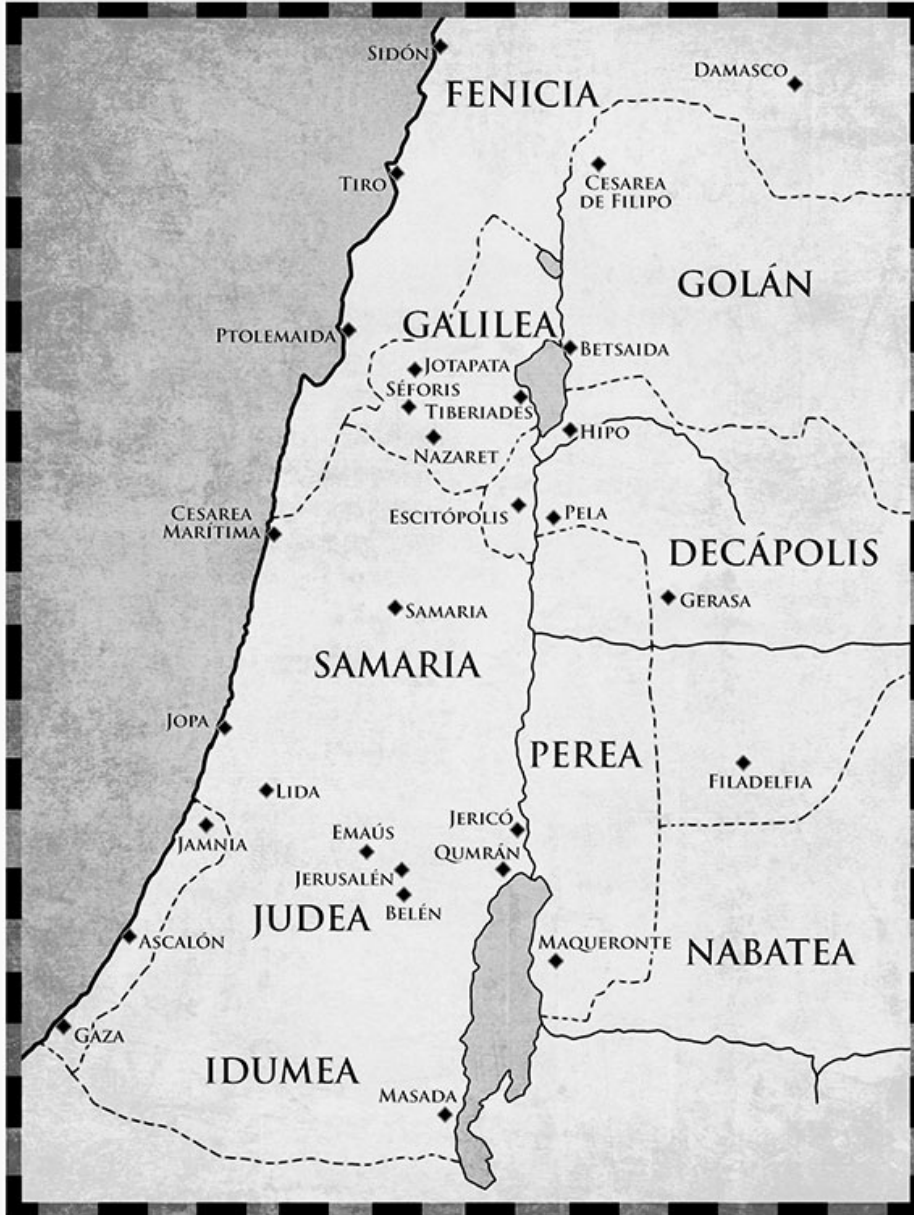 Sidón
Damasco
FENICIA
Tiro
Cesarea
de Filipo
GOLÁN
Ptolemaida
GALILEA
Betsaida
Jotapata
Séforis
Tiberiades
Hipo
Nazaret
Cesarea
Marítima
Escitópolis
Pela
DECÁPOLIS
Samaria
Gerasa
SAMARIA
Jopa
PEREA
Filadelfia
Lida
Jericó
Jamnia
Emaús
Qumrán
Jerusalén
Belén
JUDEA
Ascalón
Maqueronte
NABATEA
Gaza
IDUMEA
Masada